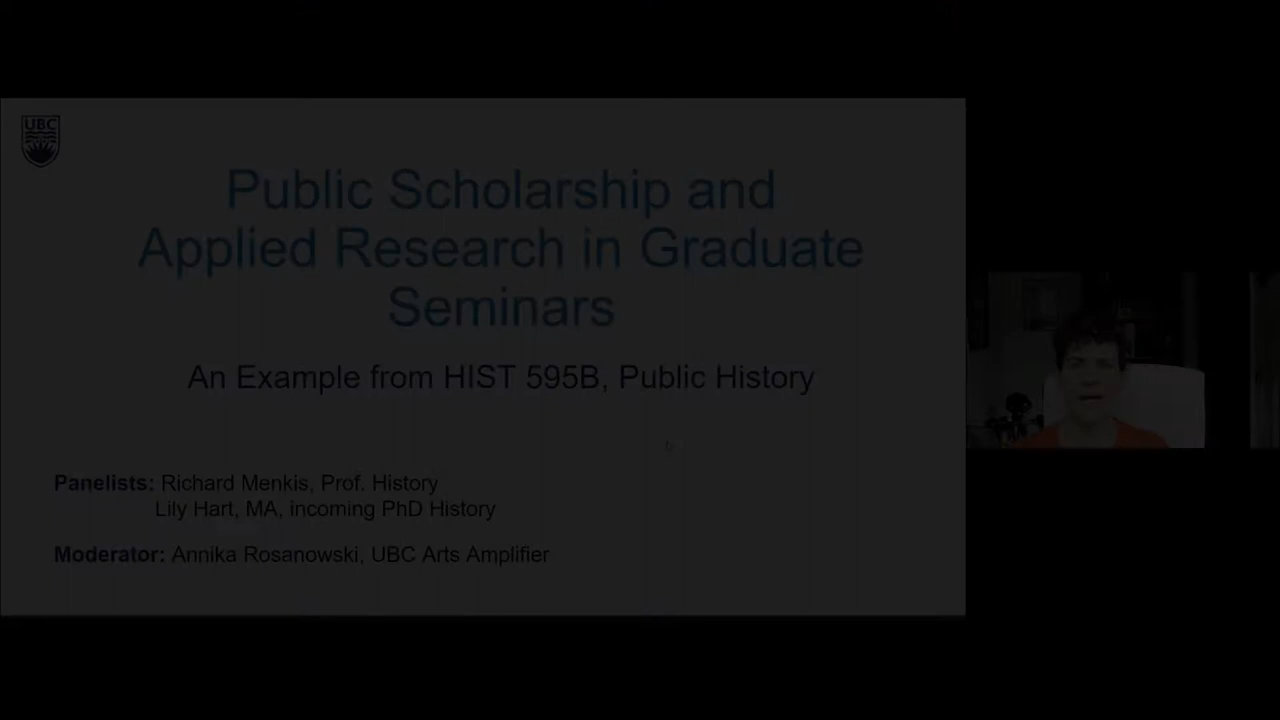 UBC
Public Scholarship and
Applied Research in Graduate
Seminars
An Example from HIST 595B, Public History
Panelists: Richard Menkis, Prof. History
Lily Hart, MA, incoming PhD History
Moderator: Annika Rosanowski, UBC Arts Amplifier